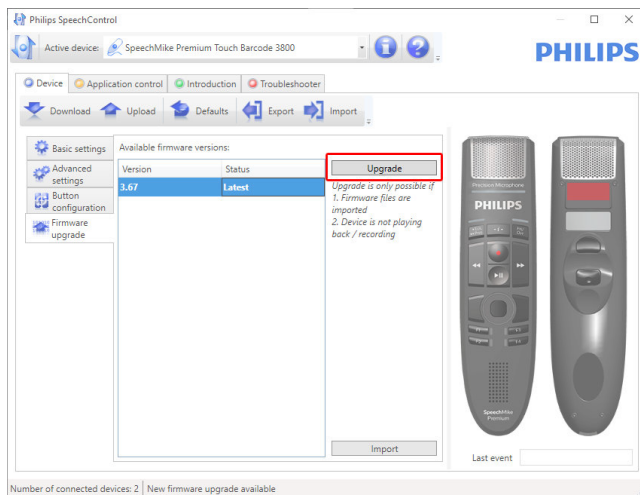 Philips SpeechControl
Active device: SpeechMike Premium Touch Barcode 3800
PHILIPS
Device Application control Introduction Troubleshooter
Download Upload Defaults Export Import
Basic settings
Advanced
settings
Button
configuration
Firmware
upgrade
Available firmware versions:
Version Status
3.67 Latest
Upgrade
Upgrade is only possible if
1. Firmware files are
imported
2. Device is not playing
back / recording
Import
Precision Microphone
PHILIPS
SpeechMike
Premium
Last event
Number of connected devices: 2 New firmware upgrade available